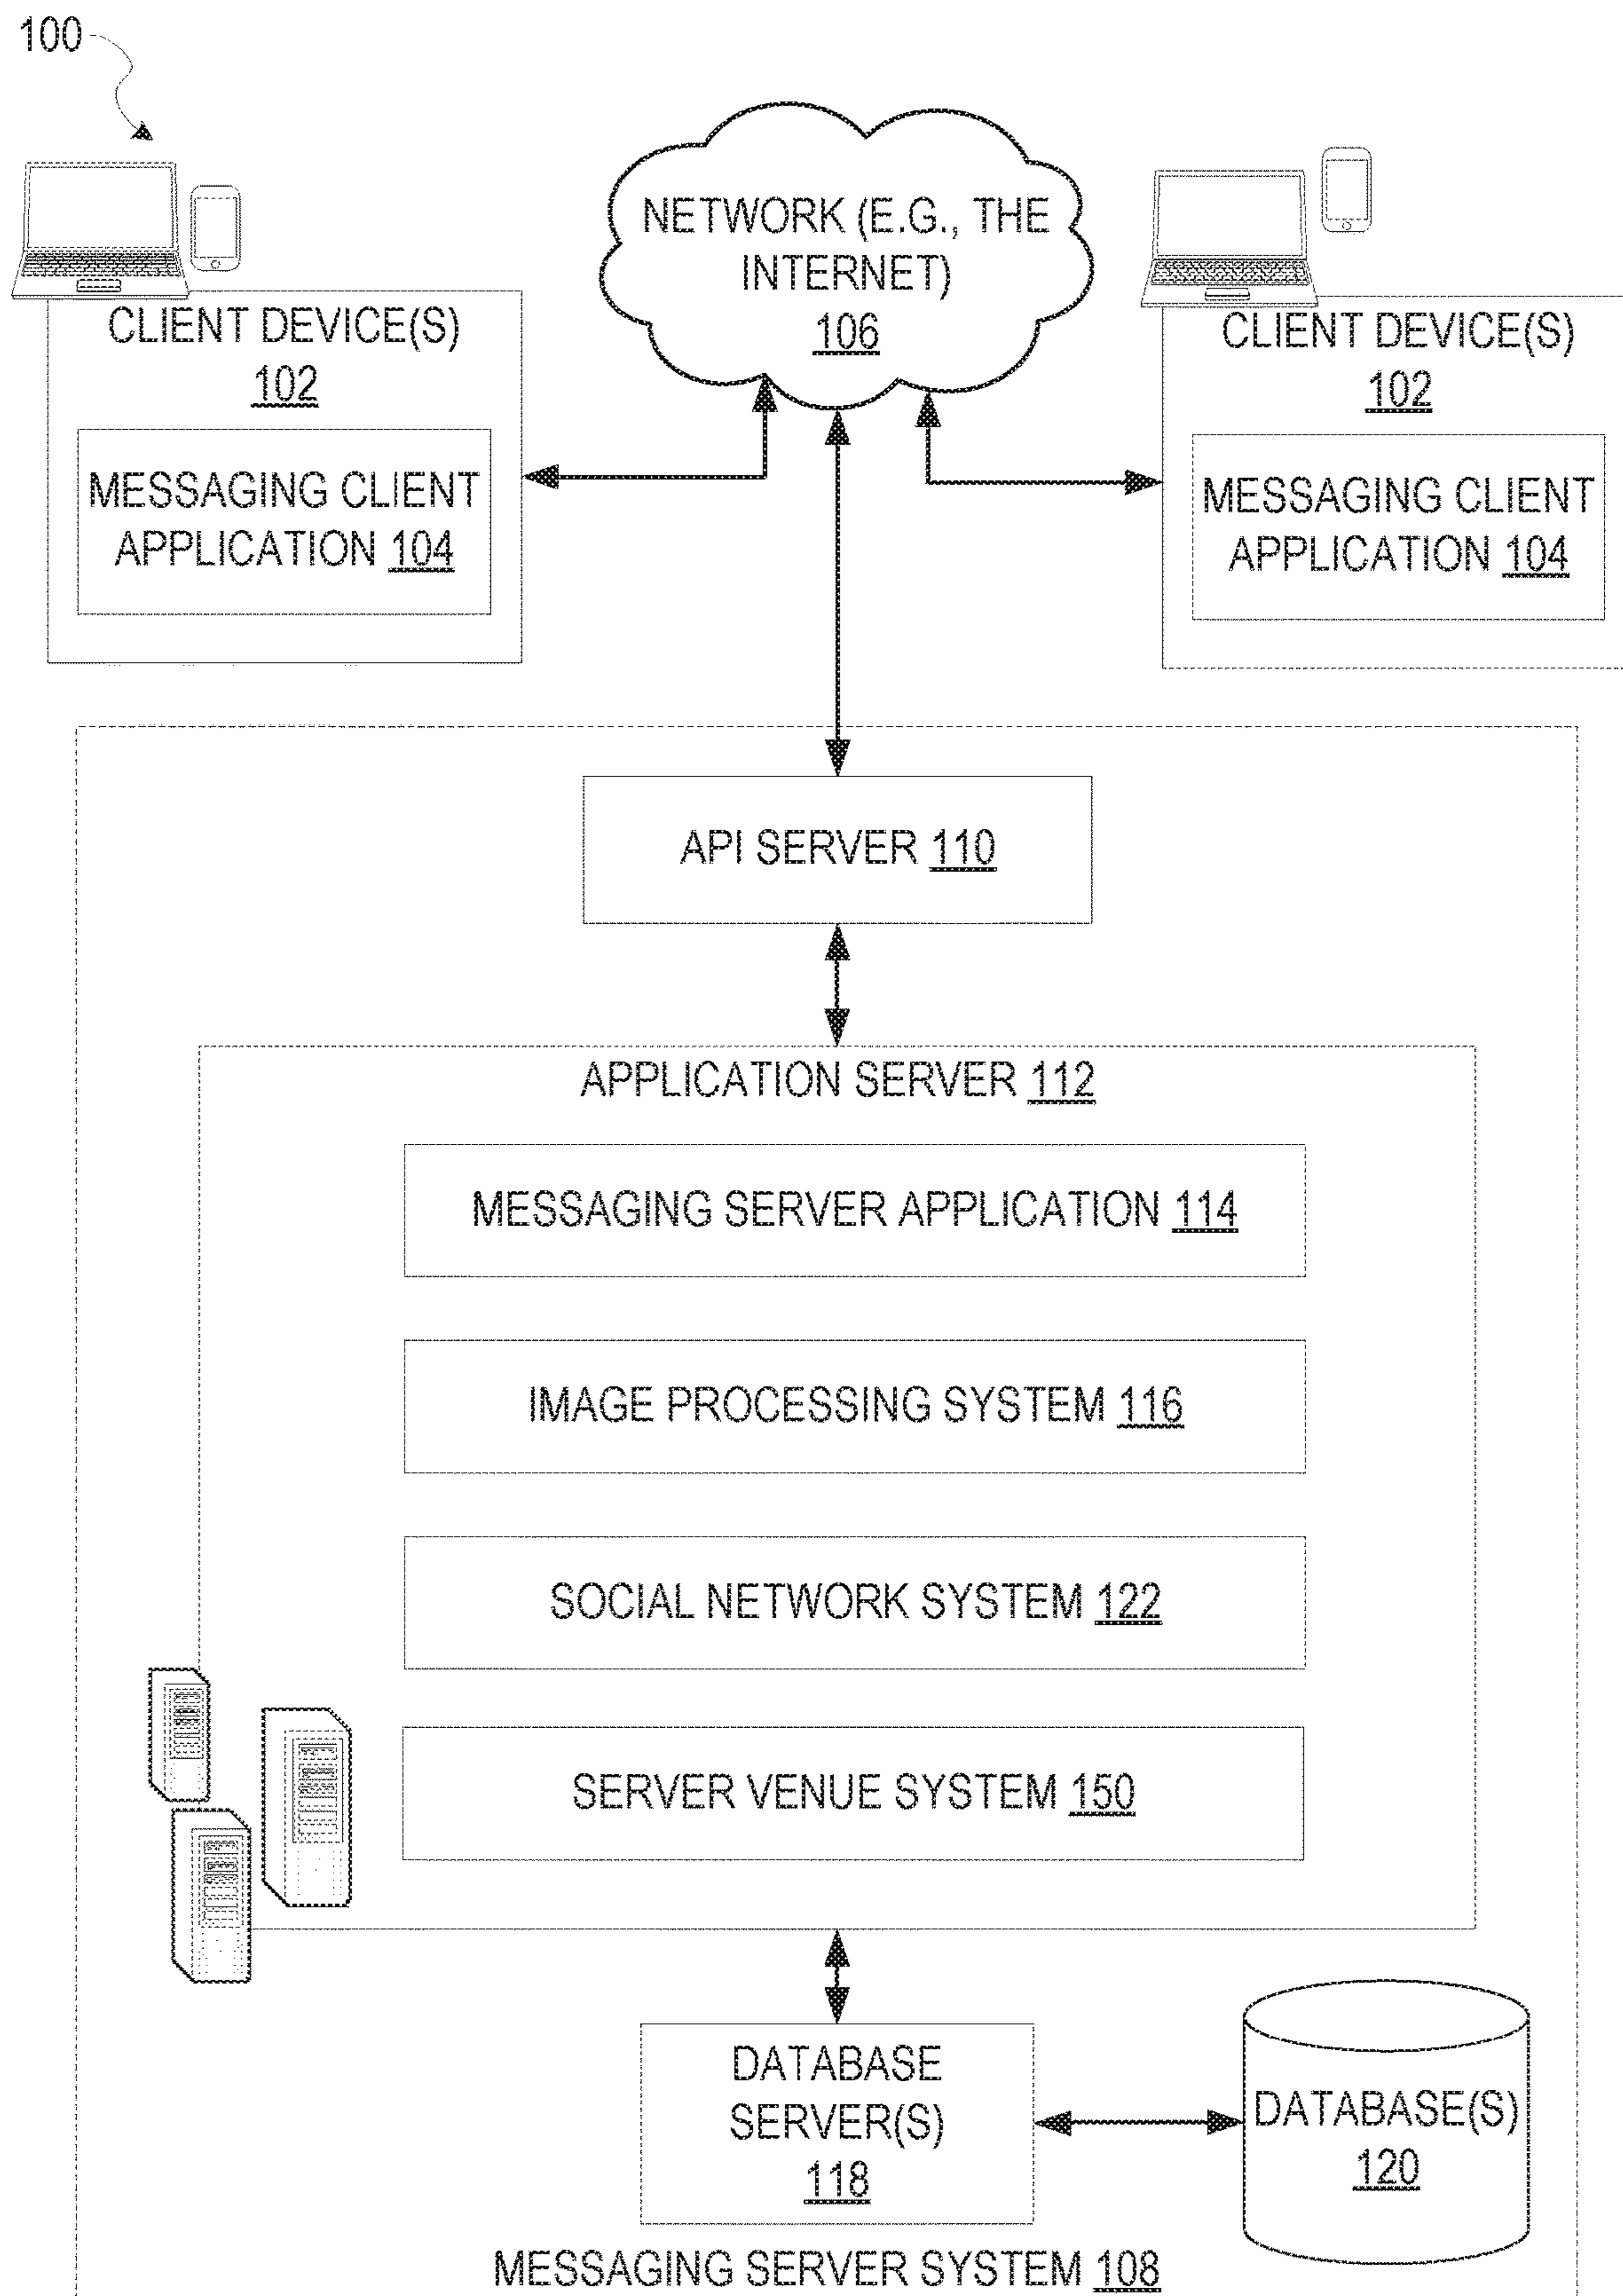 100
NETWORK (E.G., THE
INTERNET)
106
CLIENT DEVICE(S)
102
MESSAGING CLIENT
APPLICATION 104
CLIENT DEVICE(S)
102
MESSAGING CLIENT
APPLICATION 104
API SERVER 110
APPLICATION SERVER 112
MESSAGING SERVER APPLICATION 114
IMAGE PROCESSING SYSTEM 116
SOCIAL NETWORK SYSTEM 122
SERVER VENUE SYSTEM 150
DATABASE
SERVER(S)
118
DATABASE(S)
120
MESSAGING SERVER SYSTEM 108